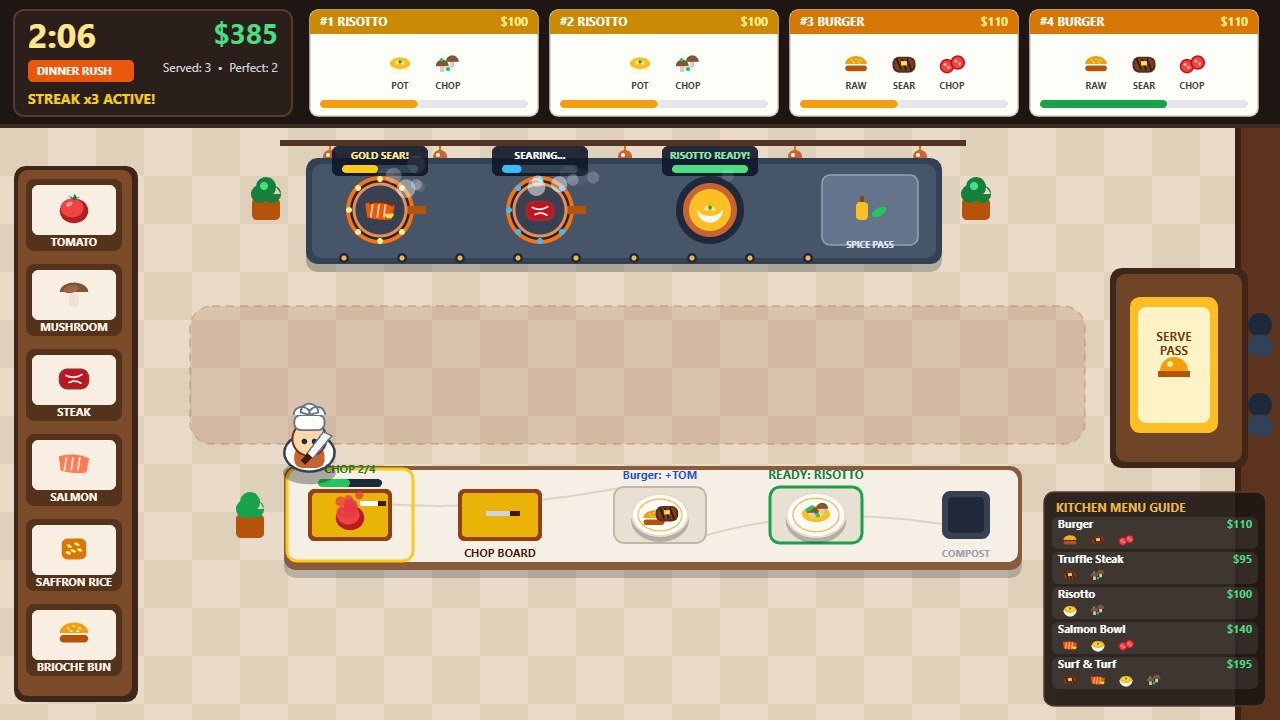 2:06
$385
DINNER RUSH
Served: 3 • Perfect: 2
STREAK x3 ACTIVE!
#1 RISOTTO $100
POT CHOP
#2 RISOTTO $100
POT CHOP
#3 BURGER $110
RAW SEAR CHOP
#4 BURGER $110
RAW SEAR CHOP
GOLD SEAR!
SEARING...
RISOTTO READY!
SPICE PASS
TOMATO
MUSHROOM
STEAK
SALMON
SAFFRON RICE
BRIOCHE BUN
SERVE
PASS
CHOP 2/4
CHOP BOARD
Burger: +TOM
READY: RISOTTO
COMPOST
KITCHEN MENU GUIDE
Burger $110
Truffle Steak $95
Risotto $100
Salmon Bowl $140
Surf & Turf $195